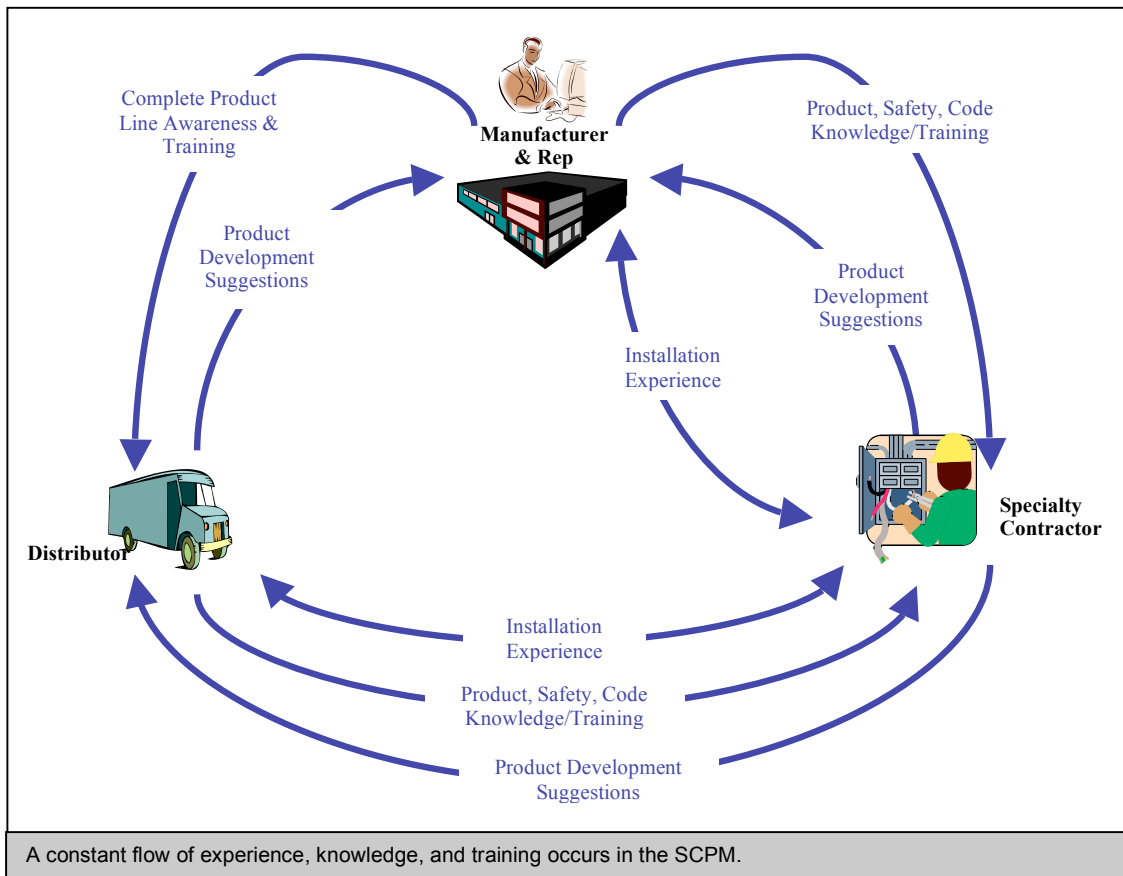 Complete Product
Line Awareness &
Training
Manufacturer
& Rep
Product, Safety, Code
Knowledge/Training
Product
Development
Suggestions
Product
Development
Suggestions
Installation
Experience
Distributor
Specialty
Contractor
Installation
Experience
Product, Safety, Code
Knowledge/Training
Product Development
Suggestions
A constant flow of experience, knowledge, and training occurs in the SCPM.